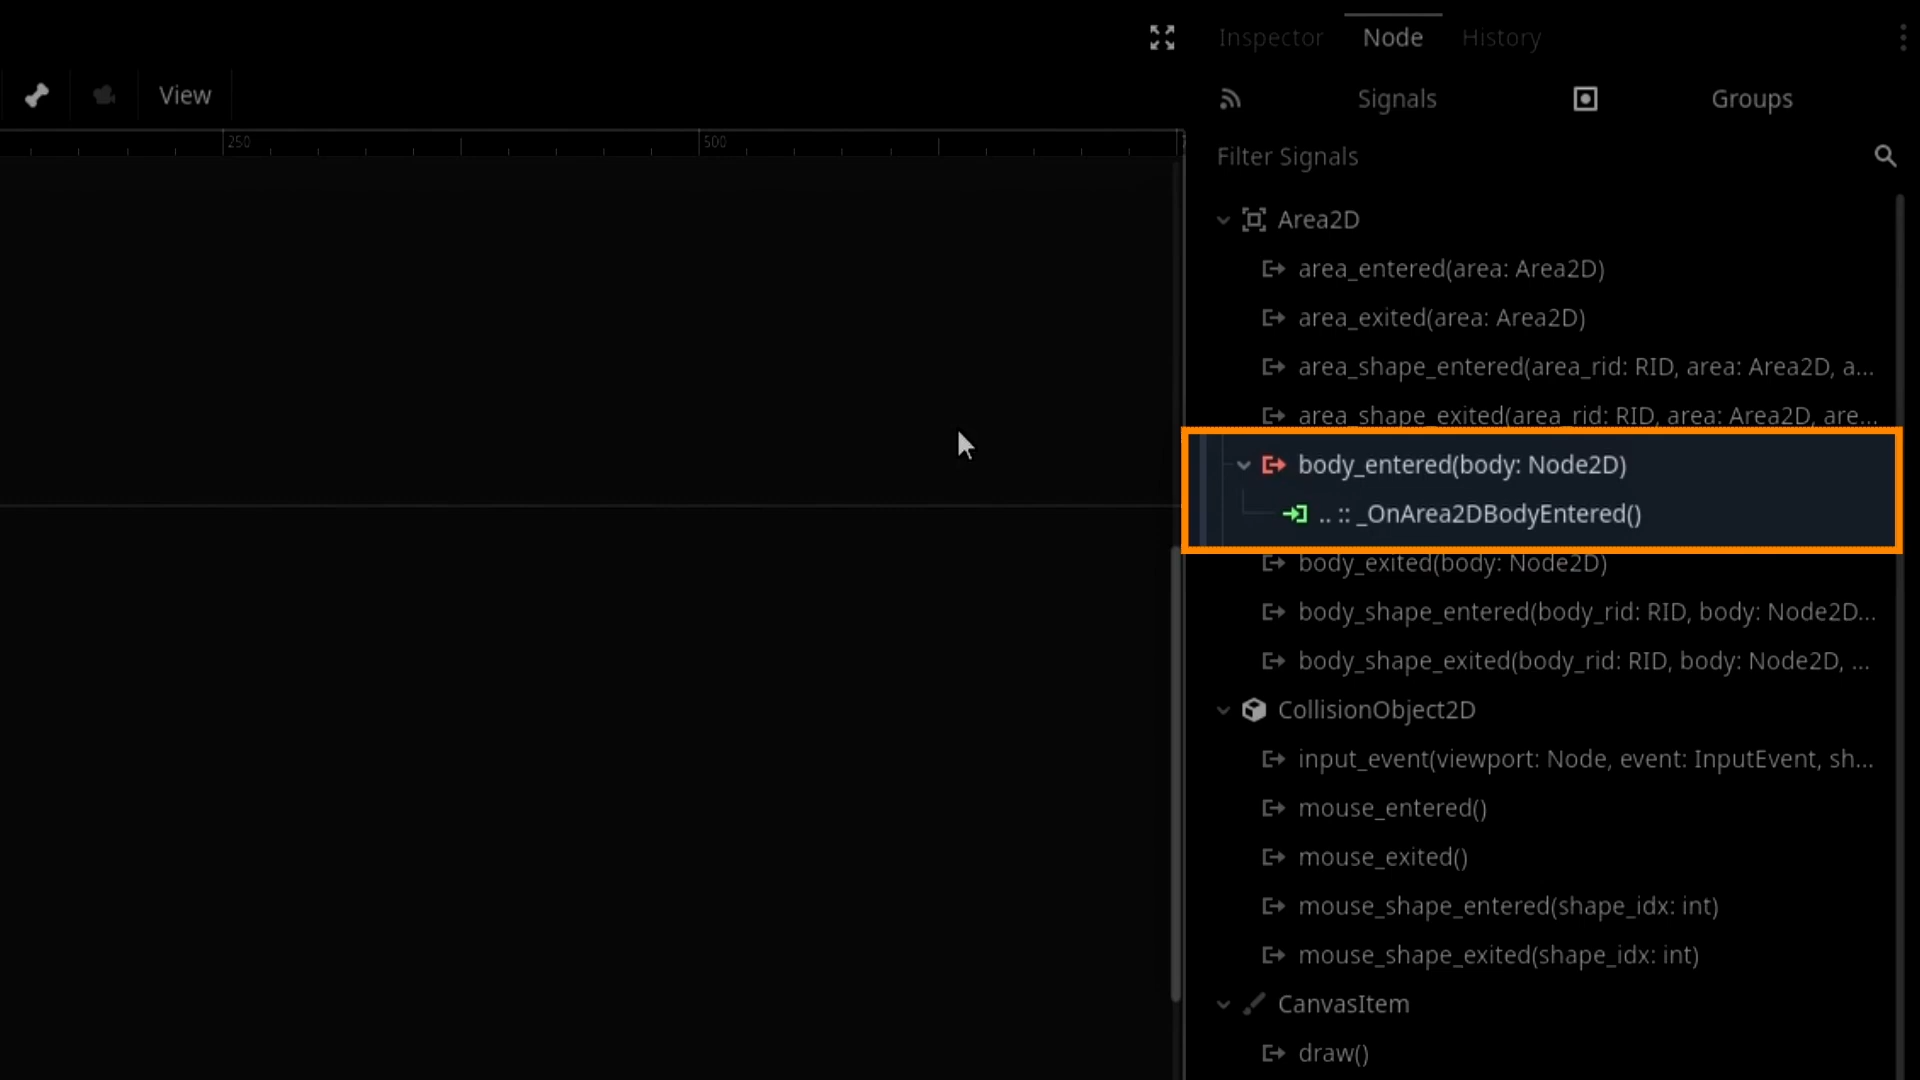 Inspector Node History
View
Signals Groups
250 500
Filter Signals
Area2D
area_entered(area: Area2D)
area_exited(area: Area2D)
area_shape_entered(area_rid: RID, area: Area2D, a...
area_shape_exited(area_rid: RID, area: Area2D, are...
body_entered(body: Node2D)
.. :: _OnArea2DBodyEntered()
body_exited(body: Node2D)
body_shape_entered(body_rid: RID, body: Node2D...
body_shape_exited(body_rid: RID, body: Node2D, ...
CollisionObject2D
input_event(viewport: Node, event: InputEvent, sh...
mouse_entered()
mouse_exited()
mouse_shape_entered(shape_idx: int)
mouse_shape_exited(shape_idx: int)
CanvasItem
draw()